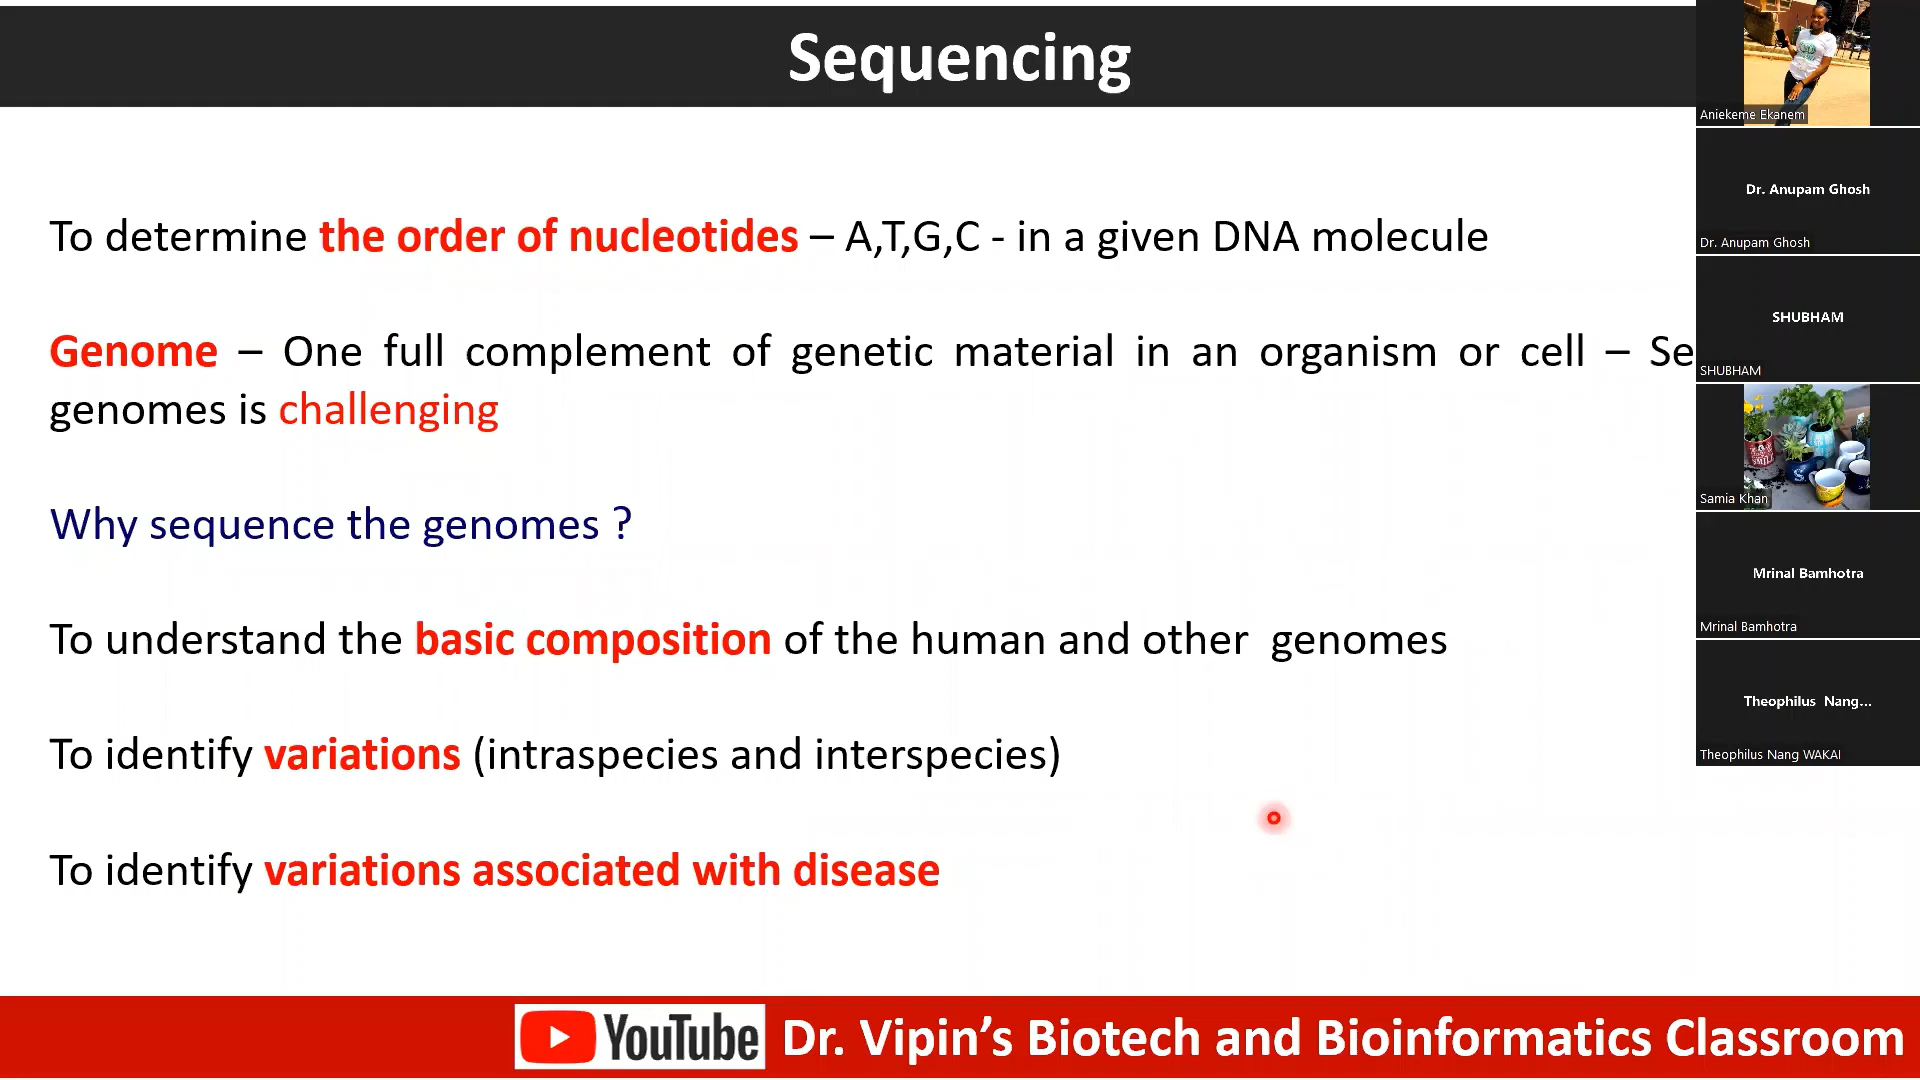 Sequencing
To determine the order of nucleotides – A,T,G,C - in a given DNA molecule
Genome – One full complement of genetic material in an organism or cell – Se
genomes is challenging
Why sequence the genomes ?
To understand the basic composition of the human and other genomes
To identify variations (intraspecies and interspecies)
To identify variations associated with disease
YouTube Dr. Vipin's Biotech and Bioinformatics Classroom
Aniekeme Ekanem
Dr. Anupam Ghosh
Dr. Anupam Ghosh
SHUBHAM
SHUBHAM
Samia Khan
Mrinal Bamhotra
Mrinal Bamhotra
Theophilus Nang...
Theophilus Nang WAKAI